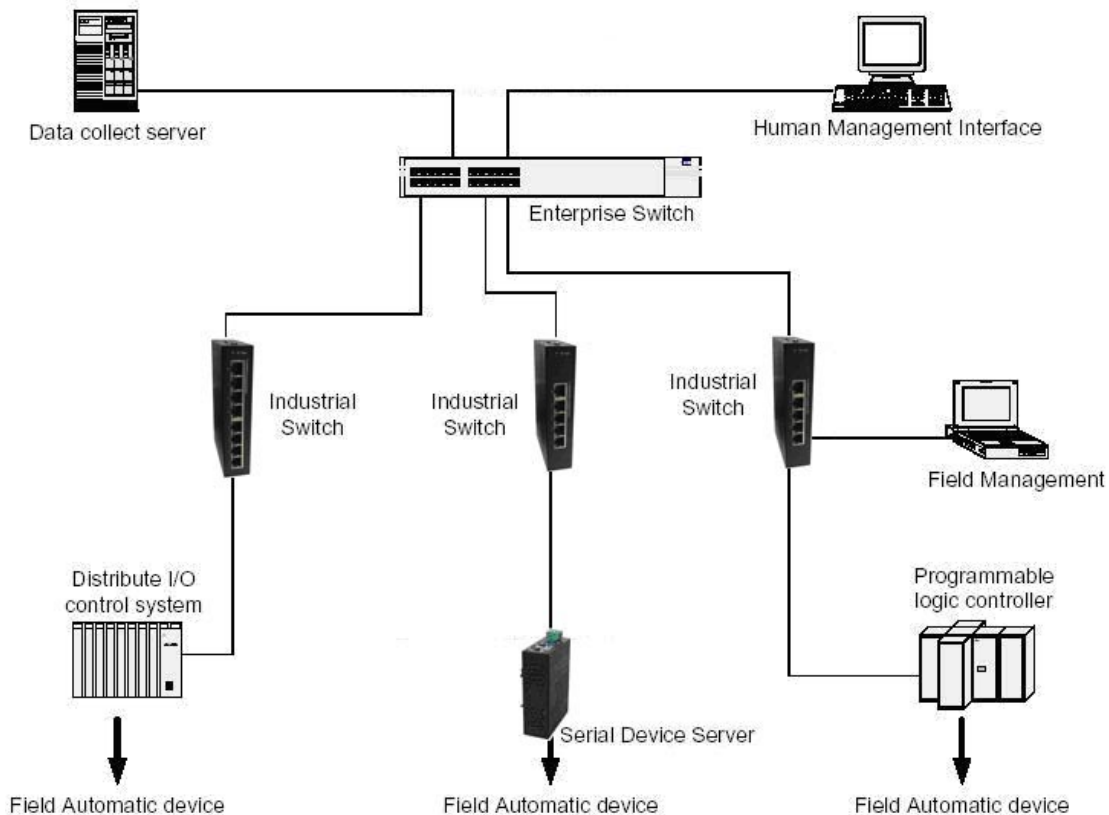 Data collect server
Human Management Interface
Enterprise Switch
Industrial
Switch
Industrial
Switch
Industrial
Switch
Field Management
Distribute I/O
control system
Programmable
logic controller
Serial Device Server
Field Automatic device
Field Automatic device
Field Automatic device